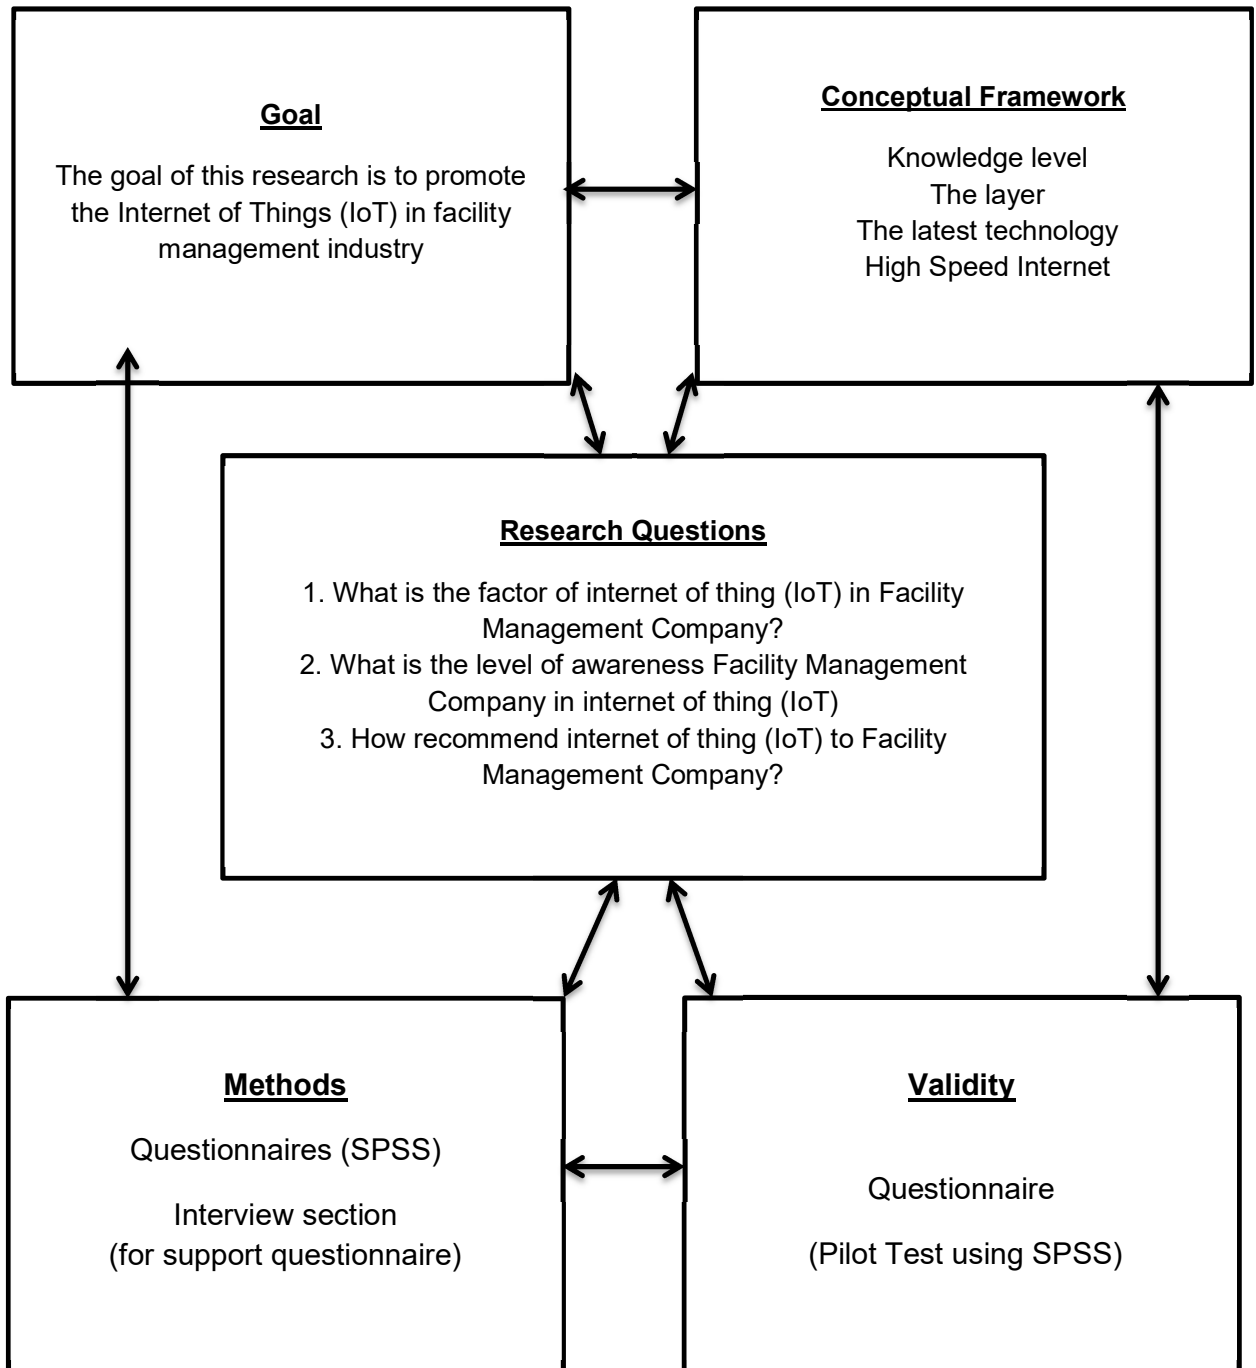 Goal
The goal of this research is to promote
the Internet of Things (IoT) in facility
management industry
Conceptual Framework
Knowledge level
The layer
The latest technology
High Speed Internet
Research Questions
1. What is the factor of internet of thing (IoT) in Facility
Management Company?
2. What is the level of awareness Facility Management
Company in internet of thing (IoT)
3. How recommend internet of thing (IoT) to Facility
Management Company?
Methods
Questionnaires (SPSS)
Interview section
(for support questionnaire)
Validity
Questionnaire
(Pilot Test using SPSS)